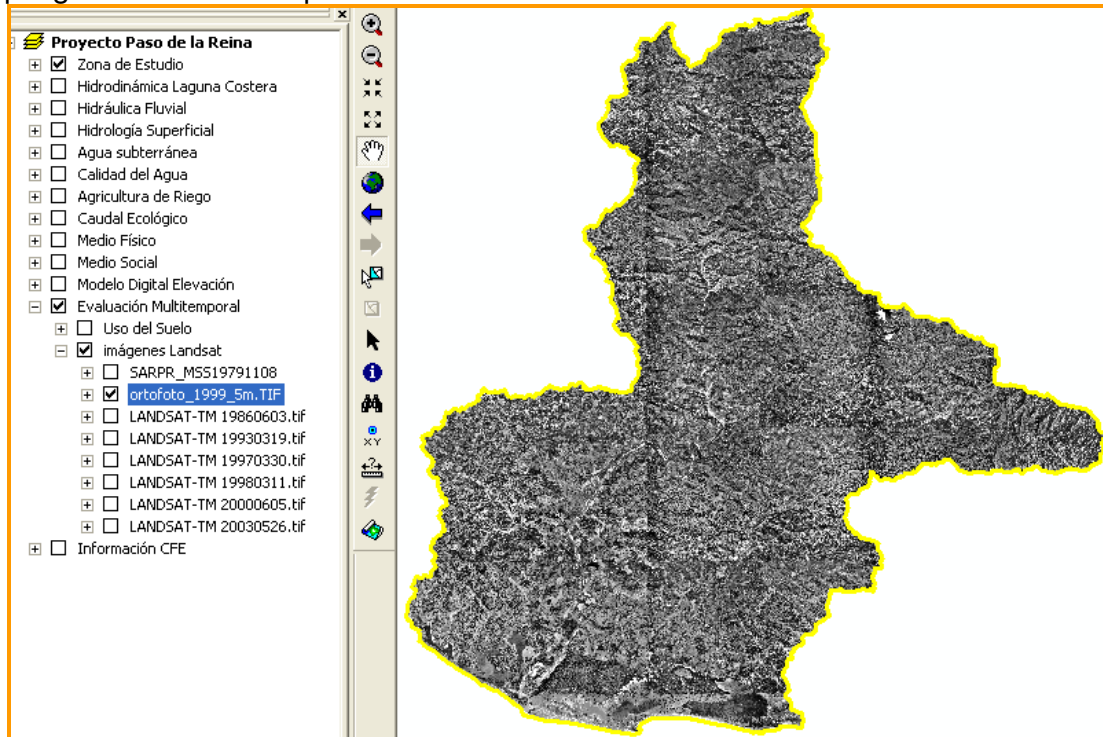 Proyecto Paso de la Reina
Zona de Estudio
Hidrodinámica Laguna Costera
Hidráulica Fluvial
Hidrología Superficial
Agua subterránea
Calidad del Agua
Agricultura de Riego
Caudal Ecológico
Medio Físico
Medio Social
Modelo Digital Elevación
Evaluación Multitemporal
Uso del Suelo
imágenes Landsat
SARPR_MSS19791108
ortofoto_1999_5m.TIF
LANDSAT-TM 19860603.tif
LANDSAT-TM 19930319.tif
LANDSAT-TM 19970330.tif
LANDSAT-TM 19980311.tif
LANDSAT-TM 20000605.tif
LANDSAT-TM 20030526.tif
Información CFE
XY